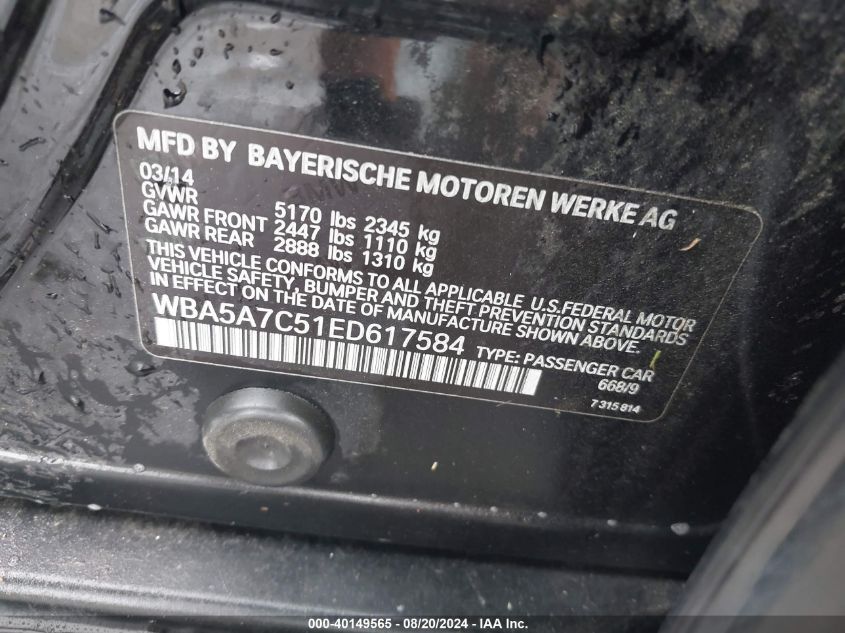 MFD BY BAYERISCHE MOTOREN WERKE AG
03/14
GVWR 5170 lbs 2345 kg
GAWR FRONT 2447 lbs 1110 kg
GAWR REAR 2888 lbs 1310 kg
THIS VEHICLE CONFORMS TO ALL APPLICABLE U.S.FEDERAL MOTOR
VEHICLE SAFETY, BUMPER AND THEFT PREVENTION STANDARDS
IN EFFECT ON THE DATE OF MANUFACTURE SHOWN ABOVE.
WBA5A7C51ED617584 TYPE: PASSENGER CAR
668/9
7 315 814
000-40149565 - 08/20/2024 - IAA Inc.